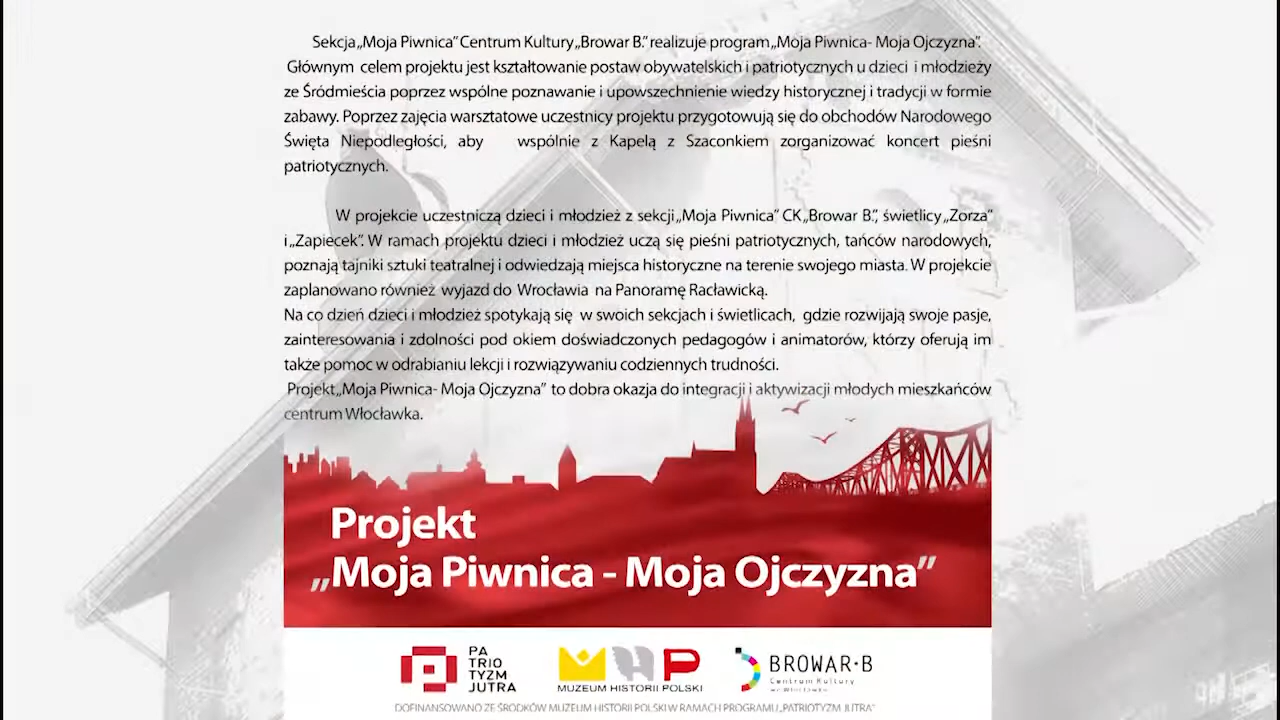 Sekcja „Moja Piwnica" Centrum Kultury „Browar B." realizuje program „Moja Piwnica- Moja Ojczyzna".
Głównym celem projektu jest kształtowanie postaw obywatelskich i patriotycznych u dzieci i młodzieży
ze Śródmieścia poprzez wspólne poznawanie i upowszechnienie wiedzy historycznej i tradycji w formie
zabawy. Poprzez zajęcia warsztatowe uczestnicy projektu przygotowują się do obchodów Narodowego
Święta Niepodległości, aby wspólnie z Kapelą z Szaconkiem zorganizować koncert pieśni
patriotycznych.
W projekcie uczestniczą dzieci i młodzież z sekcji „Moja Piwnica" CK „Browar B.", świetlicy „Zorza"
i „Zapiecek". W ramach projektu dzieci i młodzież uczą się pieśni patriotycznych, tańców narodowych,
poznają tajniki sztuki teatralnej i odwiedzają miejsca historyczne na terenie swojego miasta. W projekcie
zaplanowano również wyjazd do Wrocławia na Panoramę Racławicką.
Na co dzień dzieci i młodzież spotykają się w swoich sekcjach i świetlicach, gdzie rozwijają swoje pasje,
zainteresowania i zdolności pod okiem doświadczonych pedagogów i animatorów, którzy oferują im
także pomoc w odrabianiu lekcji i rozwiązywaniu codziennych trudności.
Projekt „Moja Piwnica- Moja Ojczyzna" to dobra okazja do integracji i aktywizacji młodych mieszkańców
centrum Włocławka.
Projekt
„Moja Piwnica - Moja Ojczyzna"
PA
TRIO
TYZM
JUTRA
MHP
MUZEUM HISTORII POLSKI
BROWAR·B
Centrum Kultury
we Włocławku
DOFINANSOWANO ZE ŚRODKÓW MUZEUM HISTORII POLSKI W RAMACH PROGRAMU „PATRIOTYZM JUTRA"